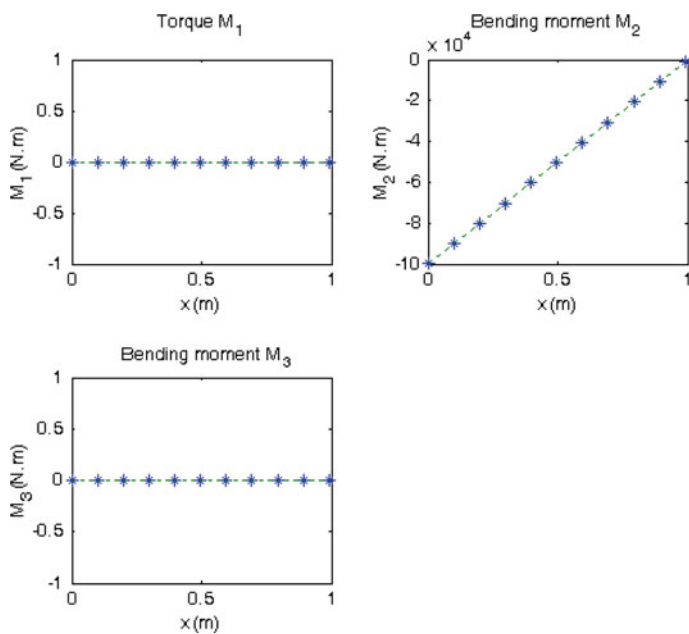 Torque M₁
1
0.5
0
-0.5
-1
M₁ (N.m)
0 0.5 1
x (m)
Bending moment M₂
x 10⁴
0
-2
-4
-6
-8
-10
M₂ (N.m)
0 0.5 1
x (m)
Bending moment M₃
1
0.5
0
-0.5
-1
M₃ (N.m)
0 0.5 1
x (m)